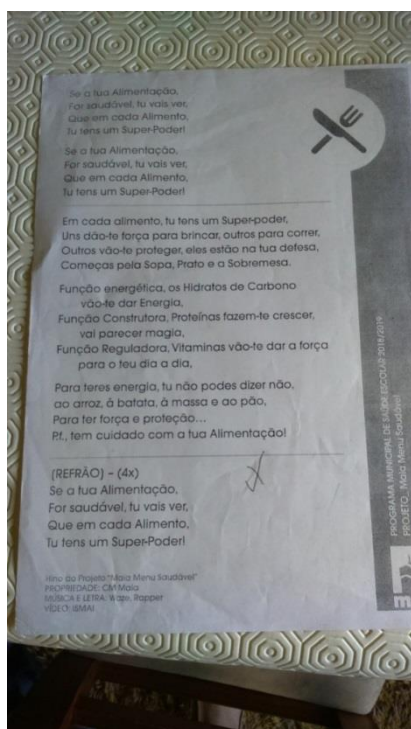 Se a tua Alimentação,
For saudável, tu vais ver,
Que em cada Alimento,
Tu tens um Super-Poder!
Se a tua Alimentação,
For saudável, tu vais ver,
Que em cada Alimento,
Tu tens um Super-Poder!
Em cada alimento, tu tens um Super-poder,
Uns dão-te força para brincar, outros para correr,
Outros vão-te proteger, eles estão na tua defesa,
Começas pela Sopa, Prato e a Sobremesa.
Função energética, os Hidratos de Carbono
vão-te dar Energia,
Função Construtora, Proteínas fazem-te crescer,
vai parecer magia,
Função Reguladora, Vitaminas vão-te dar a força
para o teu dia a dia,
Para teres energia, tu não podes dizer não,
ao arroz, á batata, á massa e ao pão,
Para ter força e proteção...
P.f., tem cuidado com a tua Alimentação!
(REFRÃO) – (4x)
Se a tua Alimentação,
For saudável, tu vais ver,
Que em cada Alimento,
Tu tens um Super-Poder!
Hino do Projeto "Maia Menu Saudável"
PROPRIEDADE: CM Maia
MÚSICA E LETRA: Waze, Rapper
VÍDEO: ISMAI
PROGRAMA MUNICIPAL DE SAÚDE ESCOLAR 2018/2019
PROJETO, Maia Menu Saudável